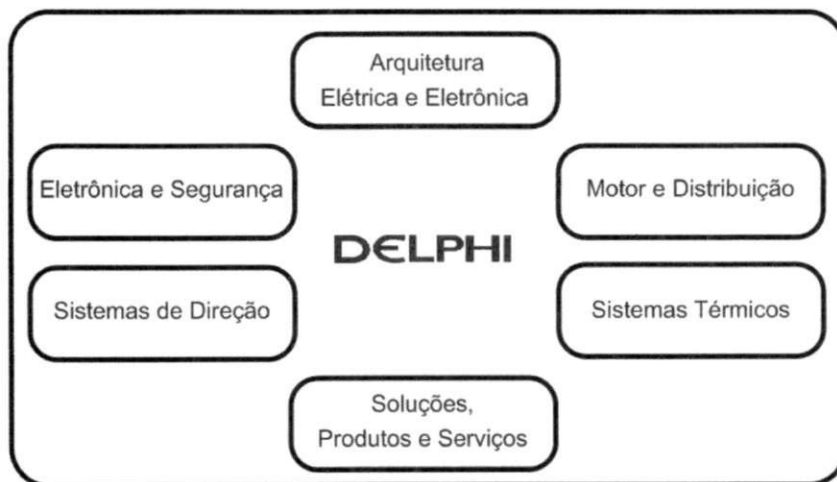 Arquitetura
Elétrica e Eletrônica
Eletrônica e Segurança
Motor e Distribuição
DELPHI
Sistemas de Direção
Sistemas Térmicos
Soluções,
Produtos e Serviços